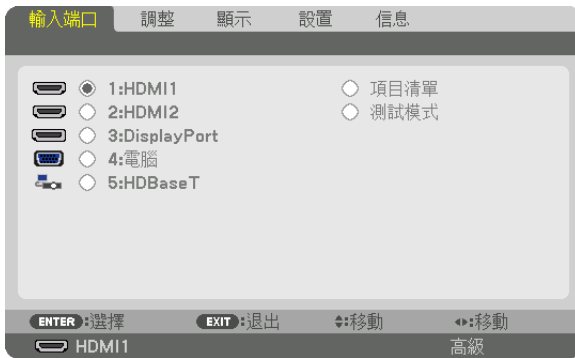 輸入端口 調整 顯示 設置 信息
1:HDMI1 項目清單
2:HDMI2 測試模式
3:DisplayPort
4:電腦
5:HDBaseT
ENTER:選擇 EXIT:退出 :移動 :移動
HDMI1 高級